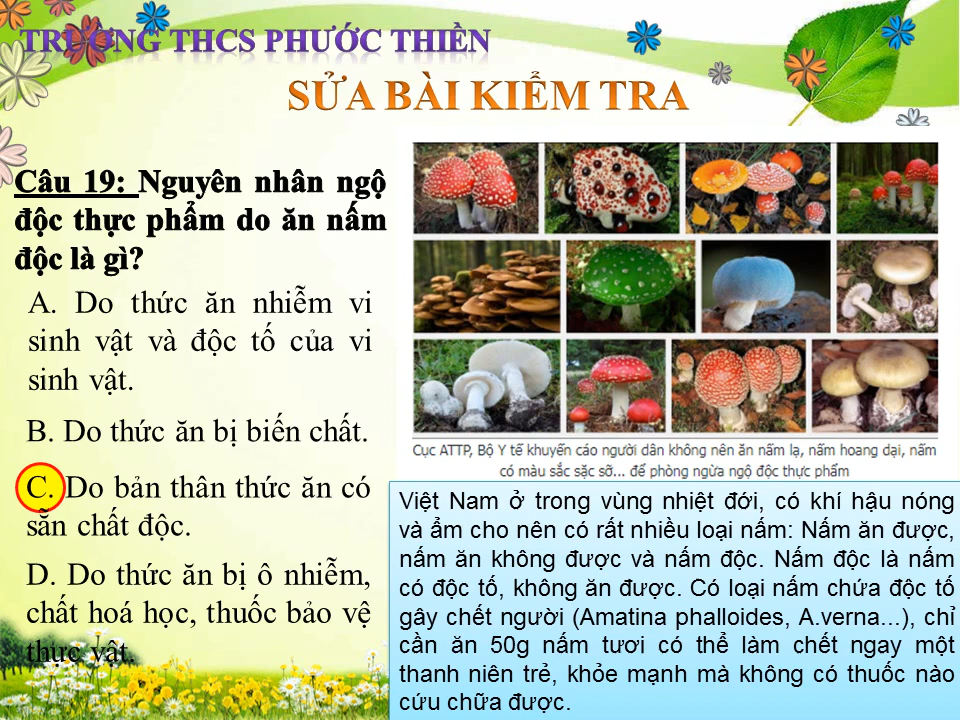 TRƯỜNG THCS PHƯỚC THIỀN
SỬA BÀI KIỂM TRA
Câu 19: Nguyên nhân ngộ
độc thực phẩm do ăn nấm
độc là gì?
A. Do thức ăn nhiễm vi
sinh vật và độc tố của vi
sinh vật.
B. Do thức ăn bị biến chất.
C. Do bản thân thức ăn có
sẵn chất độc.
D. Do thức ăn bị ô nhiễm,
chất hoá học, thuốc bảo vệ
thực vật.
Cục ATTP, Bộ Y tế khuyến cáo người dân không nên ăn nấm lạ, nấm hoang dại, nấm
có màu sắc sặc sỡ... để phòng ngừa ngộ độc thực phẩm
Việt Nam ở trong vùng nhiệt đới, có khí hậu nóng
và ẩm cho nên có rất nhiều loại nấm: Nấm ăn được,
nấm ăn không được và nấm độc. Nấm độc là nấm
có độc tố, không ăn được. Có loại nấm chứa độc tố
gây chết người (Amatina phalloides, A.verna...), chỉ
cần ăn 50g nấm tươi có thể làm chết ngay một
thanh niên trẻ, khỏe mạnh mà không có thuốc nào
cứu chữa được.